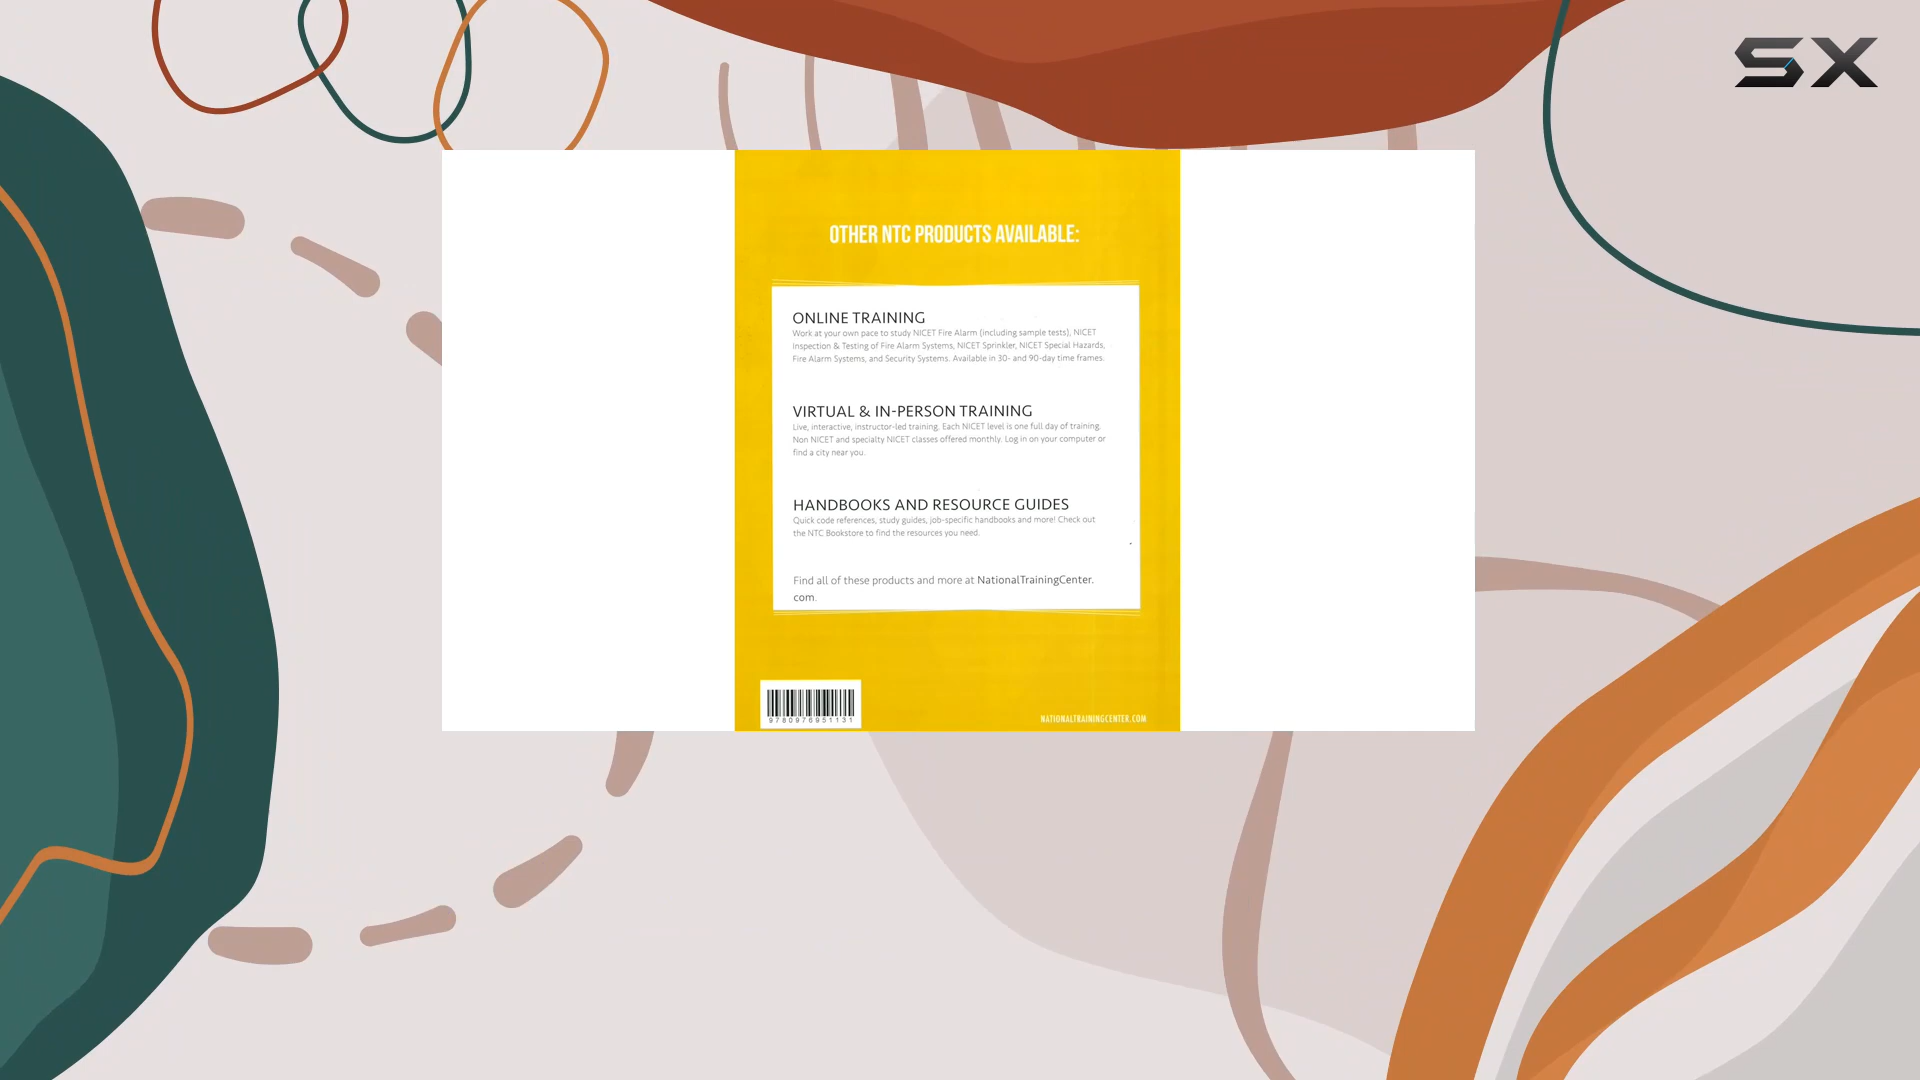 SX
OTHER NTC PRODUCTS AVAILABLE:
ONLINE TRAINING
Work at your own pace to study NICET Fire Alarm (including sample tests), NICET
Inspection & Testing of Fire Alarm Systems, NICET Sprinkler, NICET Special Hazards,
Fire Alarm Systems, and Security Systems. Available in 30- and 90-day time frames.
VIRTUAL & IN-PERSON TRAINING
Live, interactive, instructor-led training. Each NICET level is one full day of training.
Non NICET and specialty NICET classes offered monthly. Log in on your computer or
find a city near you.
HANDBOOKS AND RESOURCE GUIDES
Quick code references, study guides, job-specific handbooks and more! Check out
the NTC Bookstore to find the resources you need.
Find all of these products and more at NationalTrainingCenter.
com.
9780976951131
NATIONALTRAININGCENTER.COM